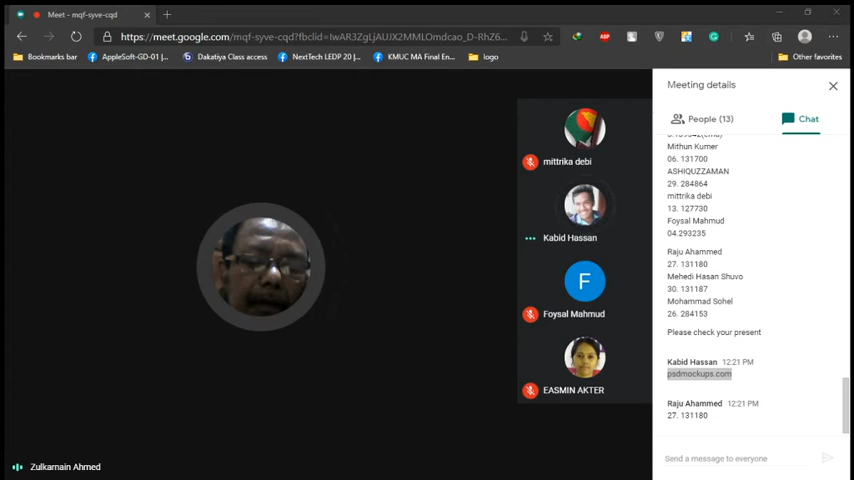 Meet - mqf-syve-cqd
https://meet.google.com/mqf-syve-cqd?fbclid=IwAR3ZgLjAUJX2MMLOmdcao_D-RhZ6...
Bookmarks bar
AppleSoft-GD-01 |...
Dakatiya Class access
NextTech LEDP 20 |...
KMUC MA Final En...
logo
Other favorites
ABP
Meeting details
People (13)
Chat
Mithun Kumer
06. 131700
ASHIQUZZAMAN
29. 284864
mittrika debi
13. 127730
Foysal Mahmud
04.293235
Raju Ahammed
27. 131180
Mehedi Hasan Shuvo
30. 131187
Mohammad Sohel
26. 284153
Please check your present
Kabid Hassan 12:21 PM
psdmockups.com
Raju Ahammed 12:21 PM
27. 131180
Send a message to everyone
mittrika debi
Kabid Hassan
F
Foysal Mahmud
EASMIN AKTER
Zulkarnain Ahmed